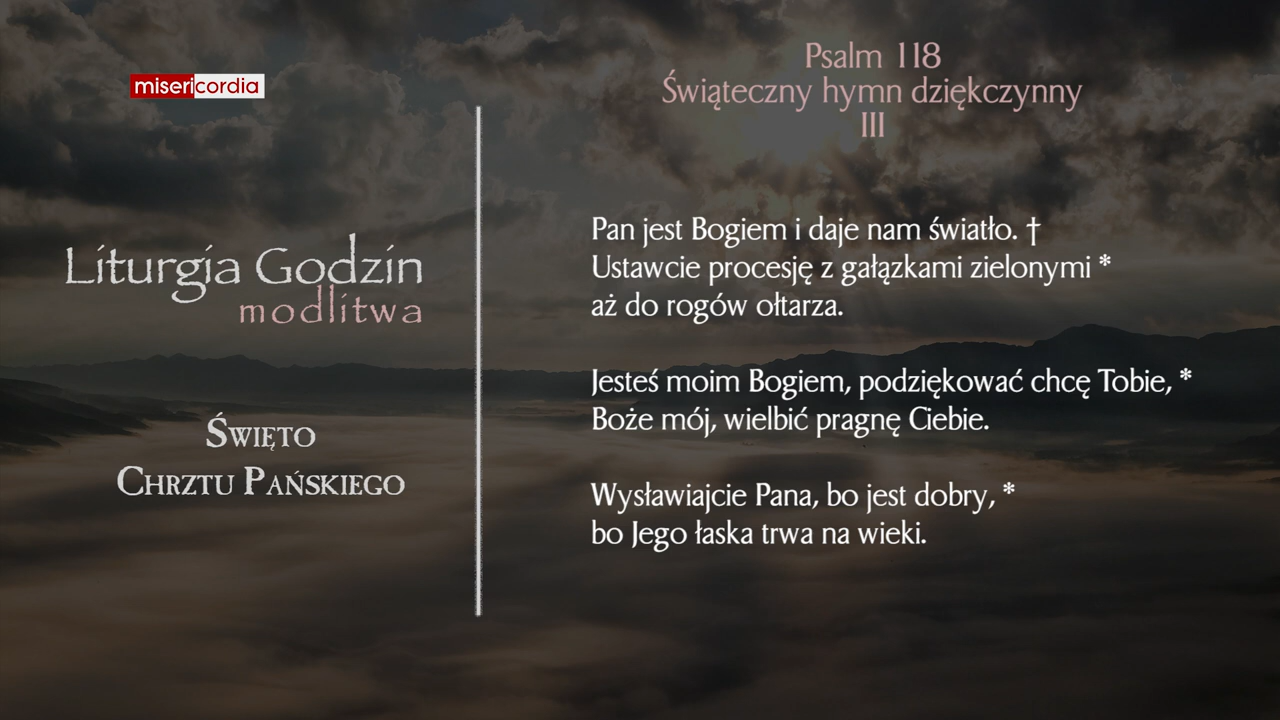 misericordia
Liturgia Godzin
modlitwa
Święto
Chrztu Pańskiego
Psalm 118
Świąteczny hymn dziękczynny
III
Pan jest Bogiem i daje nam światło. †
Ustawcie procesję z gałązkami zielonymi *
aż do rogów ołtarza.
Jesteś moim Bogiem, podziękować chcę Tobie, *
Boże mój, wielbić pragnę Ciebie.
Wysławiajcie Pana, bo jest dobry, *
bo Jego łaska trwa na wieki.